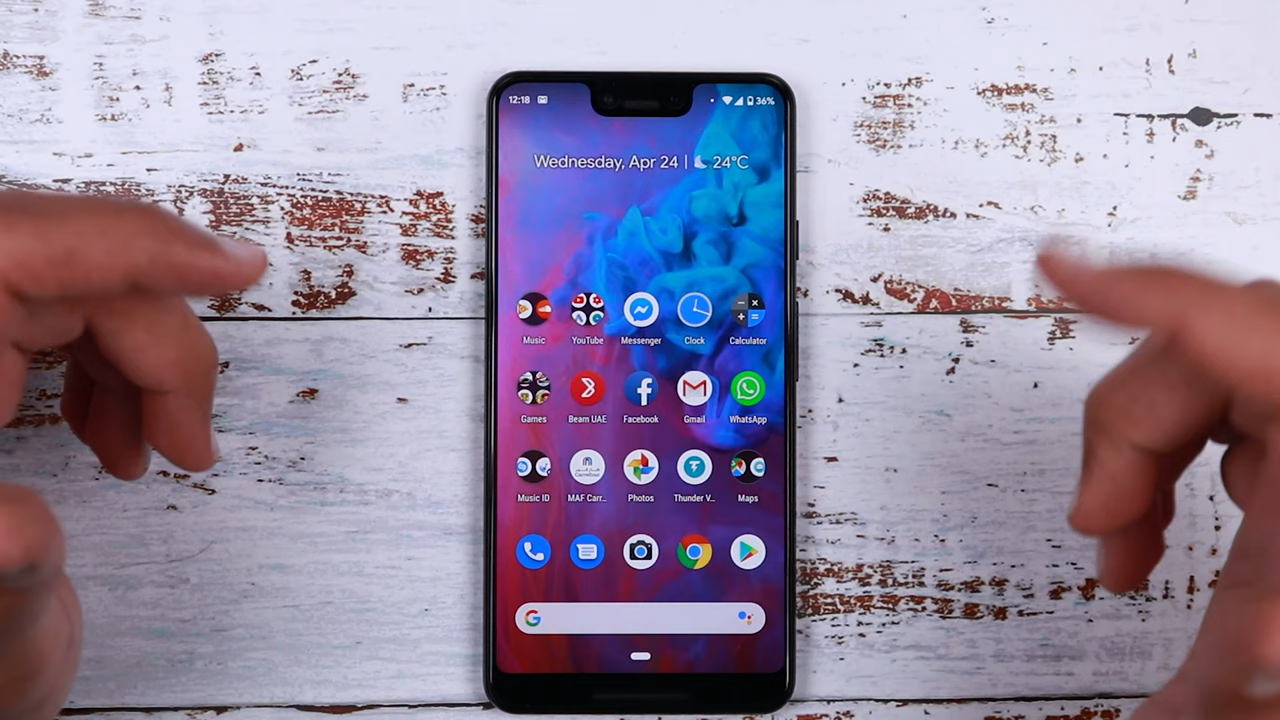 12:18
36%
Wednesday, Apr 24 | 24°C
Music YouTube Messenger Clock Calculator
Games Beam UAE Facebook Gmail WhatsApp
Music ID MAF Carr... Photos Thunder V... Maps